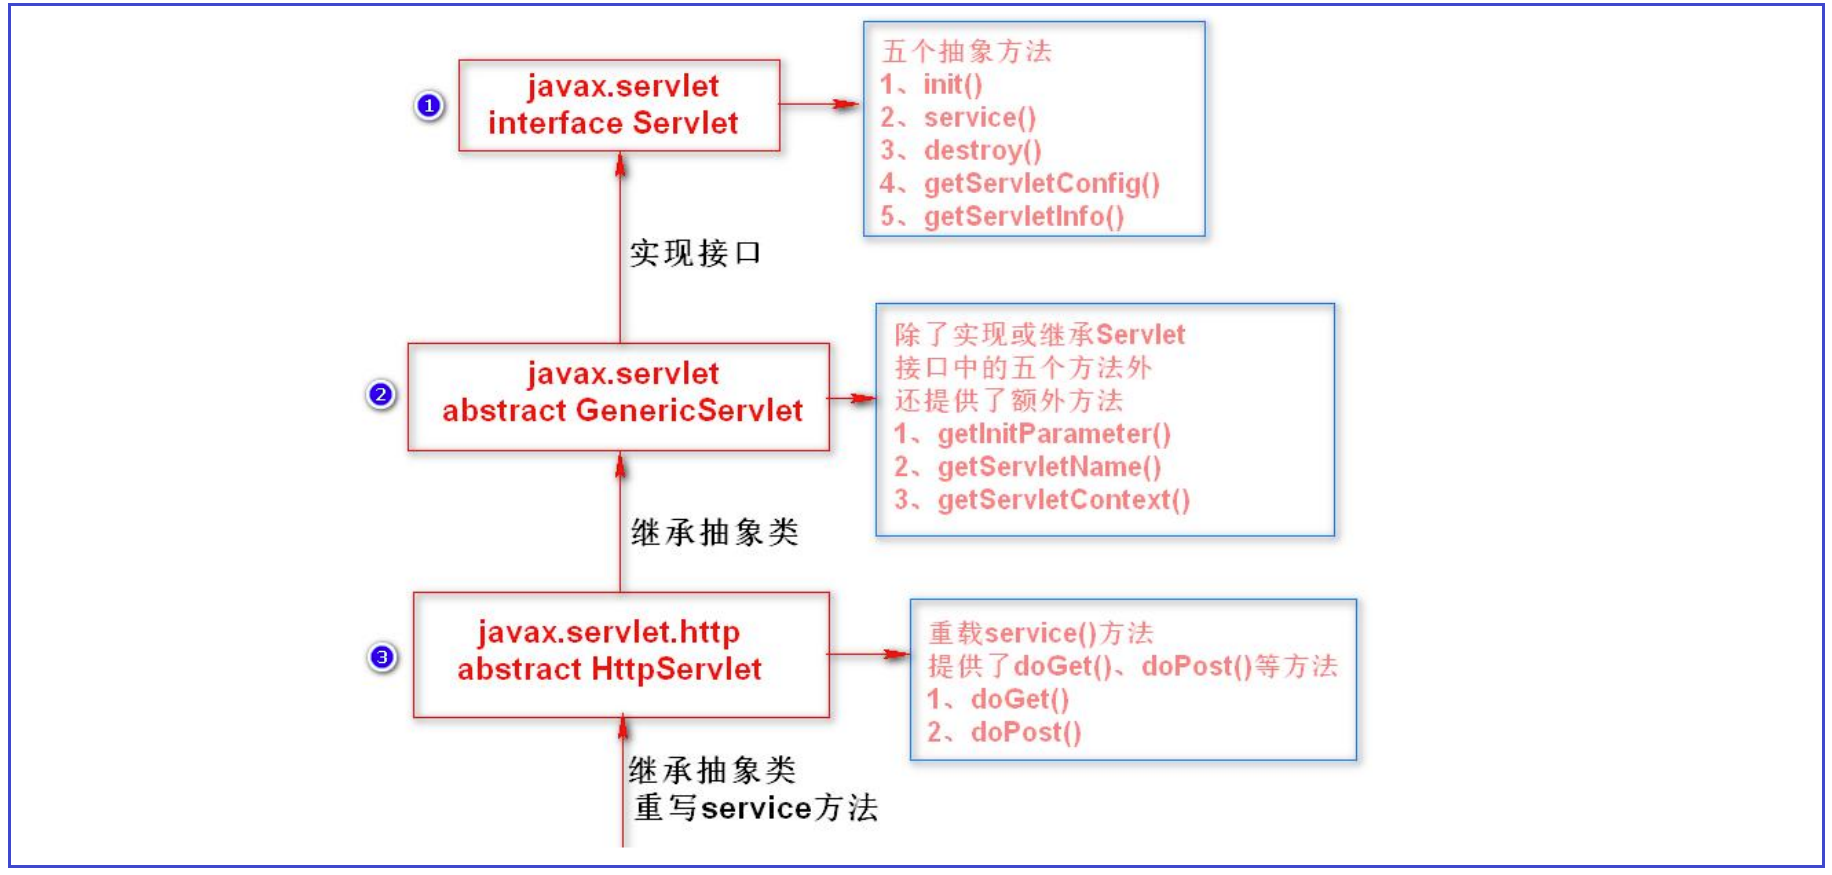 javax.servlet
interface Servlet
1
五个抽象方法
1、init()
2、service()
3、destroy()
4、getServletConfig()
5、getServletInfo()
实现接口
javax.servlet
abstract GenericServlet
2
除了实现或继承Servlet
接口中的五个方法外
还提供了额外方法
1、getInitParameter()
2、getServletName()
3、getServletContext()
继承抽象类
javax.servlet.http
abstract HttpServlet
3
重载service()方法
提供了doGet()、doPost()等方法
1、doGet()
2、doPost()
继承抽象类
重写service方法